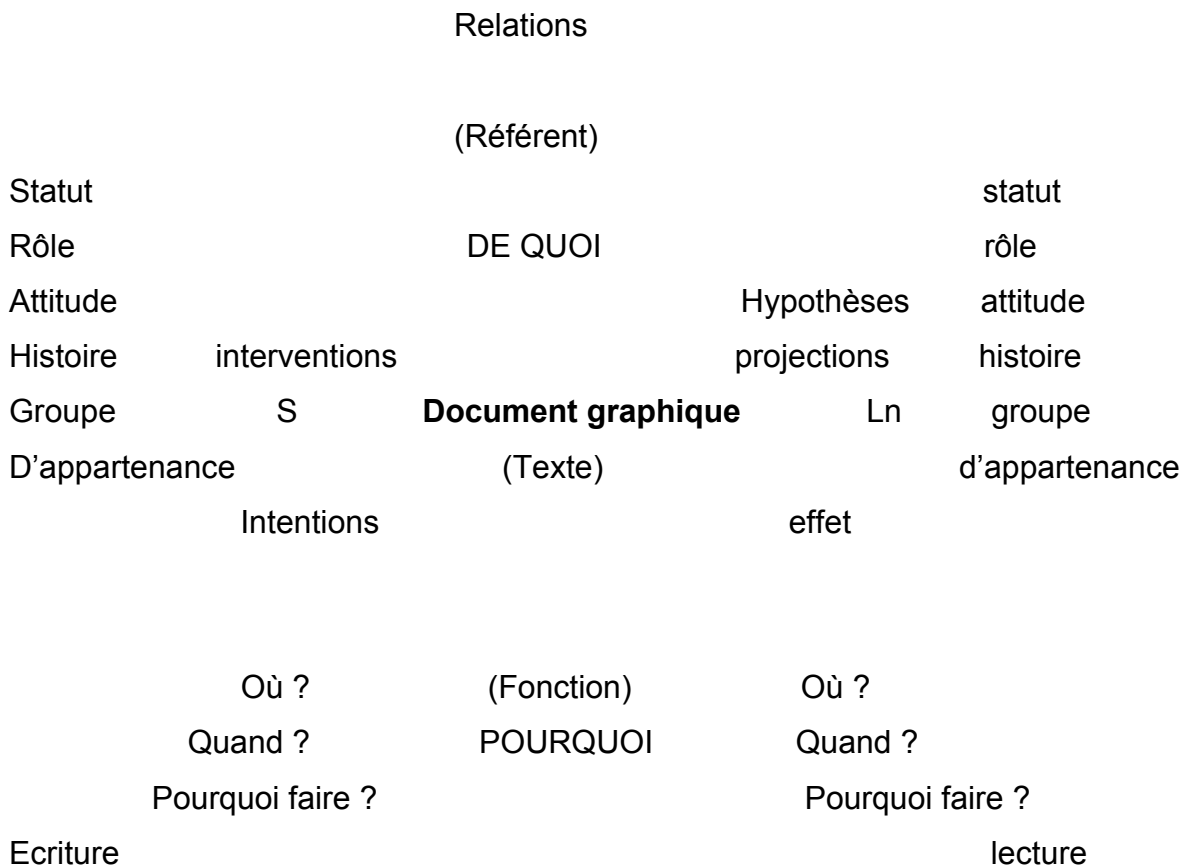 Relations
(Référent)
Statut statut
Rôle DE QUOI rôle
Attitude Hypothèses attitude
Histoire interventions projections histoire
Groupe S Document graphique Ln groupe
D’appartenance (Texte) d’appartenance
Intentions effet
Où ? (Fonction) Où ?
Quand ? POURQUOI Quand ?
Pourquoi faire ? Pourquoi faire ?
Ecriture lecture